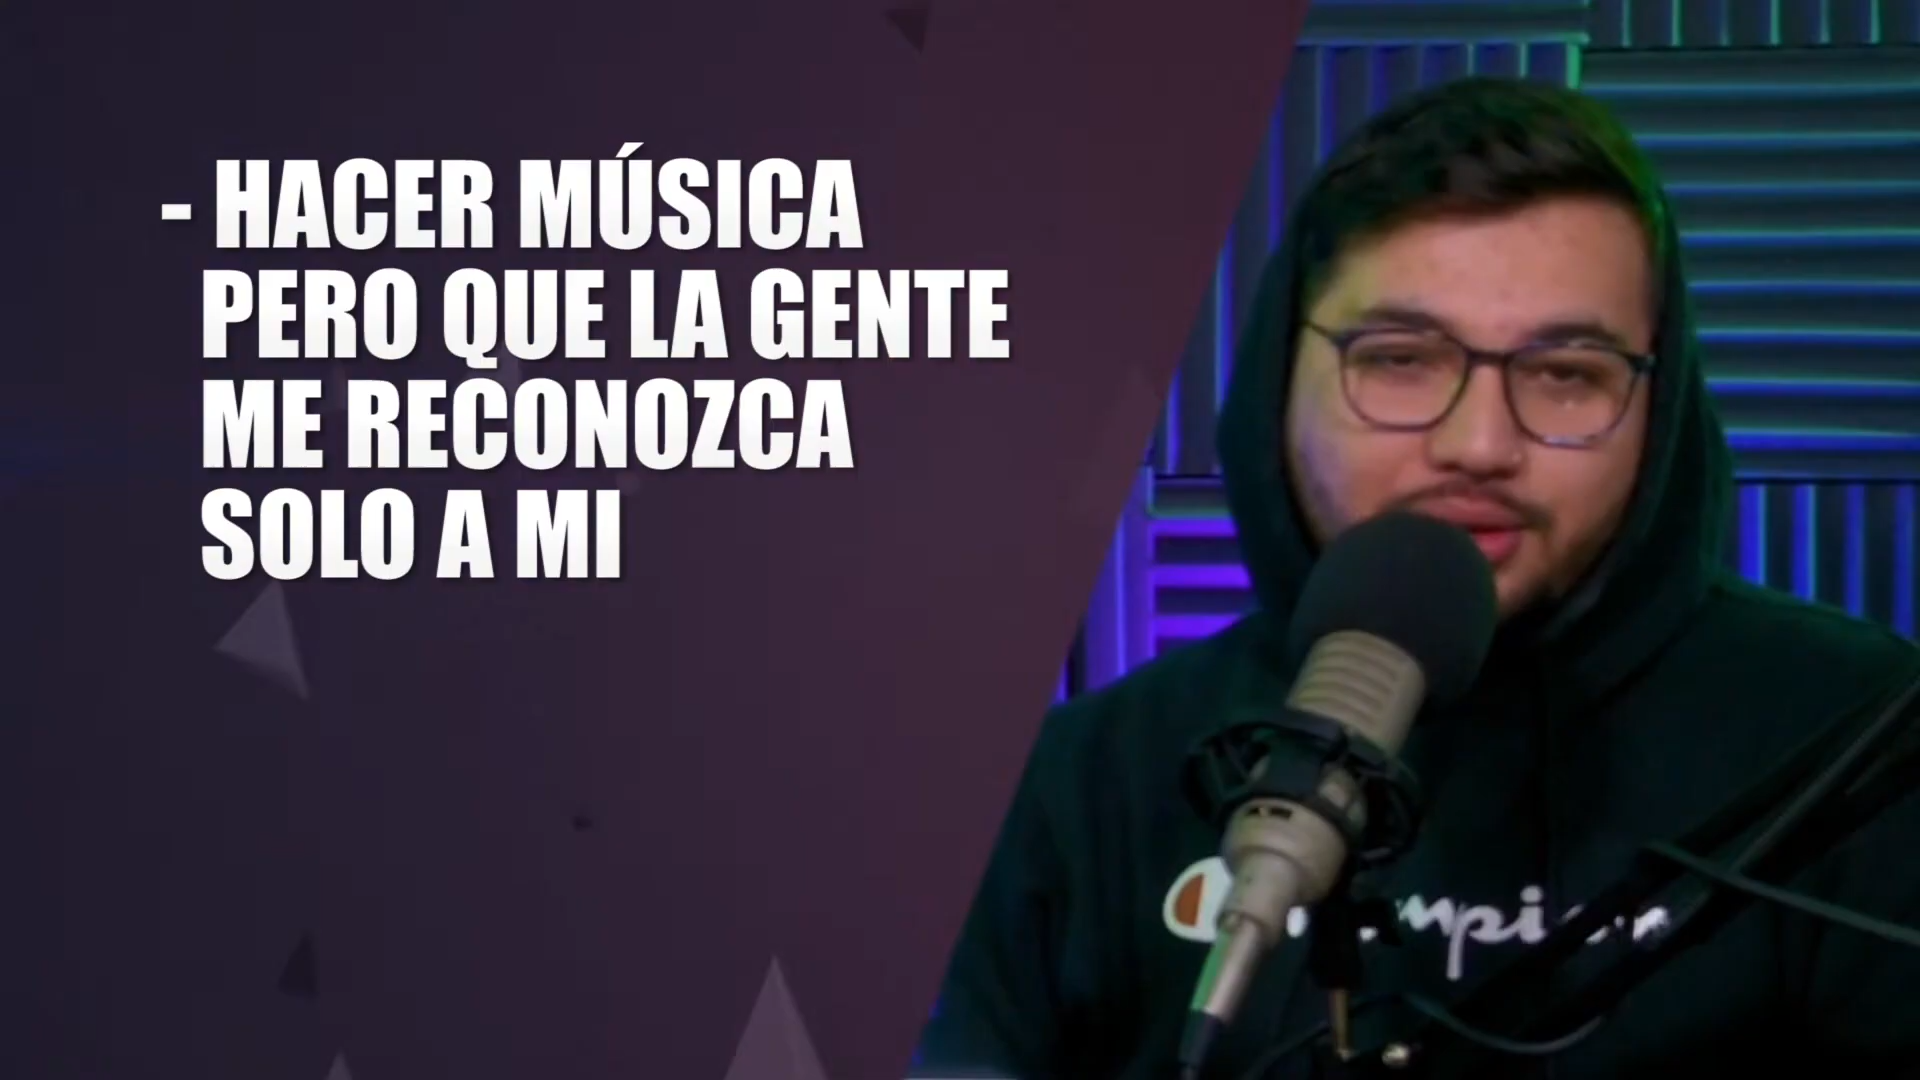 - HACER MÚSICA
PERO QUE LA GENTE
ME RECONOZCA
SOLO A MI